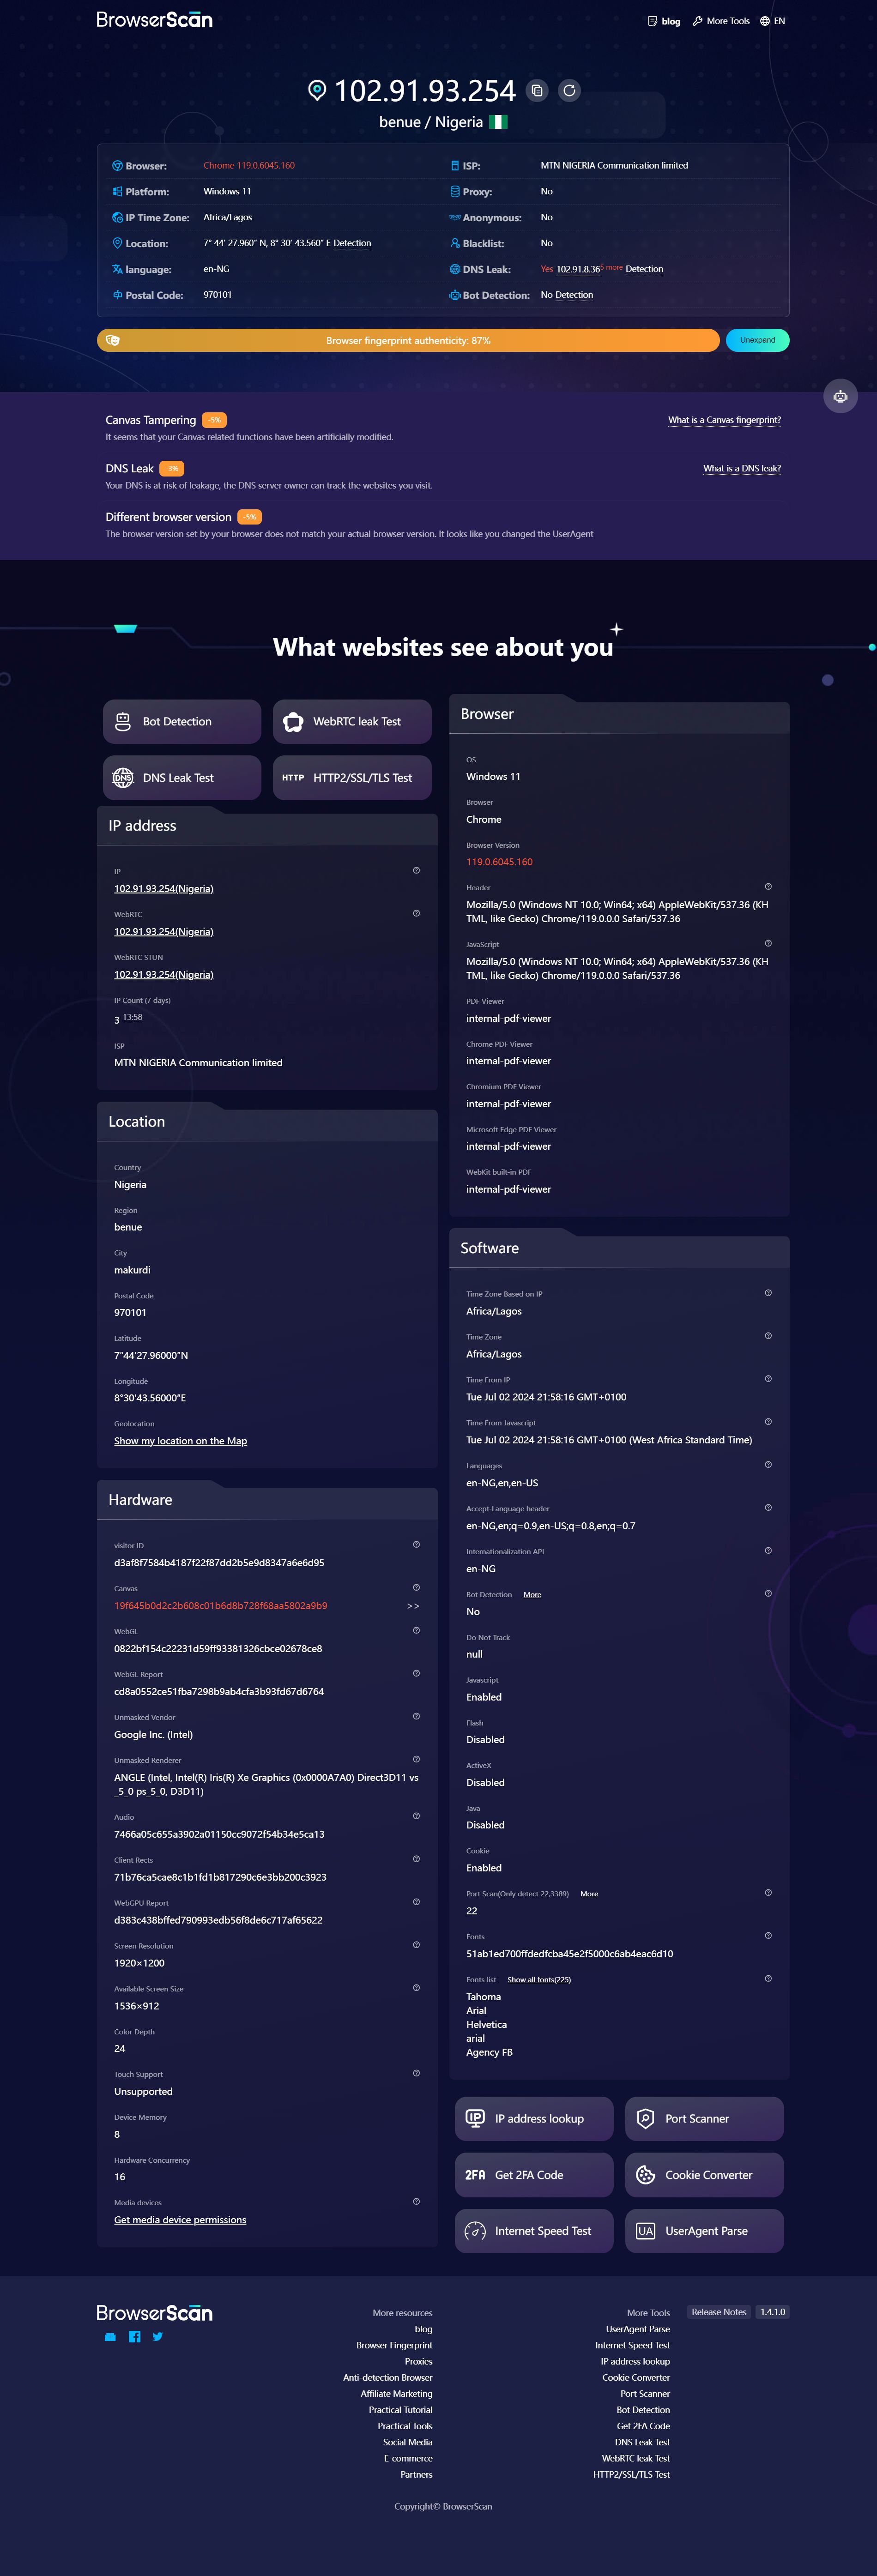 BrowserScan
blog
More Tools
EN
102.91.93.254
benue / Nigeria
Browser: Chrome 119.0.6045.160
ISP: MTN NIGERIA Communication limited
Platform: Windows 11
Proxy: No
IP Time Zone: Africa/Lagos
Anonymous: No
Location: 7° 44′ 27.960″ N, 8° 30′ 43.560″ E Detection
Blacklist: No
language: en-NG
DNS Leak: Yes 102.91.8.36 5 more Detection
Postal Code: 970101
Bot Detection: No Detection
Browser fingerprint authenticity: 87%
Unexpand
Canvas Tampering -5%
What is a Canvas fingerprint?
It seems that your Canvas related functions have been artificially modified.
DNS Leak -3%
What is a DNS leak?
Your DNS is at risk of leakage, the DNS server owner can track the websites you visit.
Different browser version -5%
The browser version set by your browser does not match your actual browser version. It looks like you changed the UserAgent
What websites see about you
Bot Detection
WebRTC leak Test
DNS
DNS Leak Test
HTTP
HTTP2/SSL/TLS Test
IP address
IP
102.91.93.254(Nigeria)
WebRTC
102.91.93.254(Nigeria)
WebRTC STUN
102.91.93.254(Nigeria)
IP Count (7 days)
3 13:58
ISP
MTN NIGERIA Communication limited
Location
Country
Nigeria
Region
benue
City
makurdi
Postal Code
970101
Latitude
7°44'27.96000"N
Longitude
8°30'43.56000"E
Geolocation
Show my location on the Map
Hardware
visitor ID
d3af8f7584b4187f22f87dd2b5e9d8347a6e6d95
Canvas
19f645b0d2c2b608c01b6d8b728f68aa5802a9b9 >>
WebGL
0822bf154c22231d59ff93381326cbce02678ce8
WebGL Report
cd8a0552ce51fba7298b9ab4cfa3b93fd67d6764
Unmasked Vendor
Google Inc. (Intel)
Unmasked Renderer
ANGLE (Intel, Intel(R) Iris(R) Xe Graphics (0x0000A7A0) Direct3D11 vs
_5_0 ps_5_0, D3D11)
Audio
7466a05c655a3902a01150cc9072f54b34e5ca13
Client Rects
71b76ca5cae8c1b1fd1b817290c6e3bb200c3923
WebGPU Report
d383c438bffed790993edb56f8de6c717af65622
Screen Resolution
1920×1200
Available Screen Size
1536×912
Color Depth
24
Touch Support
Unsupported
Device Memory
8
Hardware Concurrency
16
Media devices
Get media device permissions
Browser
OS
Windows 11
Browser
Chrome
Browser Version
119.0.6045.160
Header
Mozilla/5.0 (Windows NT 10.0; Win64; x64) AppleWebKit/537.36 (KH
TML, like Gecko) Chrome/119.0.0.0 Safari/537.36
JavaScript
Mozilla/5.0 (Windows NT 10.0; Win64; x64) AppleWebKit/537.36 (KH
TML, like Gecko) Chrome/119.0.0.0 Safari/537.36
PDF Viewer
internal-pdf-viewer
Chrome PDF Viewer
internal-pdf-viewer
Chromium PDF Viewer
internal-pdf-viewer
Microsoft Edge PDF Viewer
internal-pdf-viewer
WebKit built-in PDF
internal-pdf-viewer
Software
Time Zone Based on IP
Africa/Lagos
Time Zone
Africa/Lagos
Time From IP
Tue Jul 02 2024 21:58:16 GMT+0100
Time From Javascript
Tue Jul 02 2024 21:58:16 GMT+0100 (West Africa Standard Time)
Languages
en-NG,en,en-US
Accept-Language header
en-NG,en;q=0.9,en-US;q=0.8,en;q=0.7
Internationalization API
en-NG
Bot Detection More
No
Do Not Track
null
Javascript
Enabled
Flash
Disabled
ActiveX
Disabled
Java
Disabled
Cookie
Enabled
Port Scan(Only detect 22,3389) More
22
Fonts
51ab1ed700ffdedfcba45e2f5000c6ab4eac6d10
Fonts list Show all fonts(225)
Tahoma
Arial
Helvetica
arial
Agency FB
IP
IP address lookup
Port Scanner
2FA
Get 2FA Code
Cookie Converter
Internet Speed Test
UA
UserAgent Parse
BrowserScan
More resources
blog
Browser Fingerprint
Proxies
Anti-detection Browser
Affiliate Marketing
Practical Tutorial
Practical Tools
Social Media
E-commerce
Partners
More Tools
UserAgent Parse
Internet Speed Test
IP address lookup
Cookie Converter
Port Scanner
Bot Detection
Get 2FA Code
DNS Leak Test
WebRTC leak Test
HTTP2/SSL/TLS Test
Release Notes
1.4.1.0
Copyright© BrowserScan